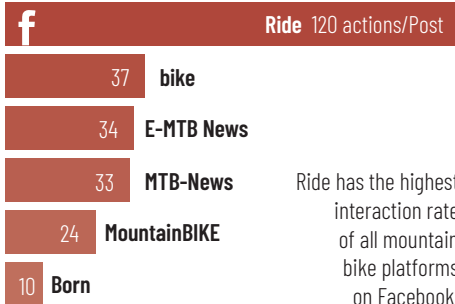 Ride 120 actions/Post
37 bike
34 E-MTB News
33 MTB-News
24 MountainBIKE
10 Born
Ride has the highest
interaction rate
of all mountain
bike platforms
on Facebook.